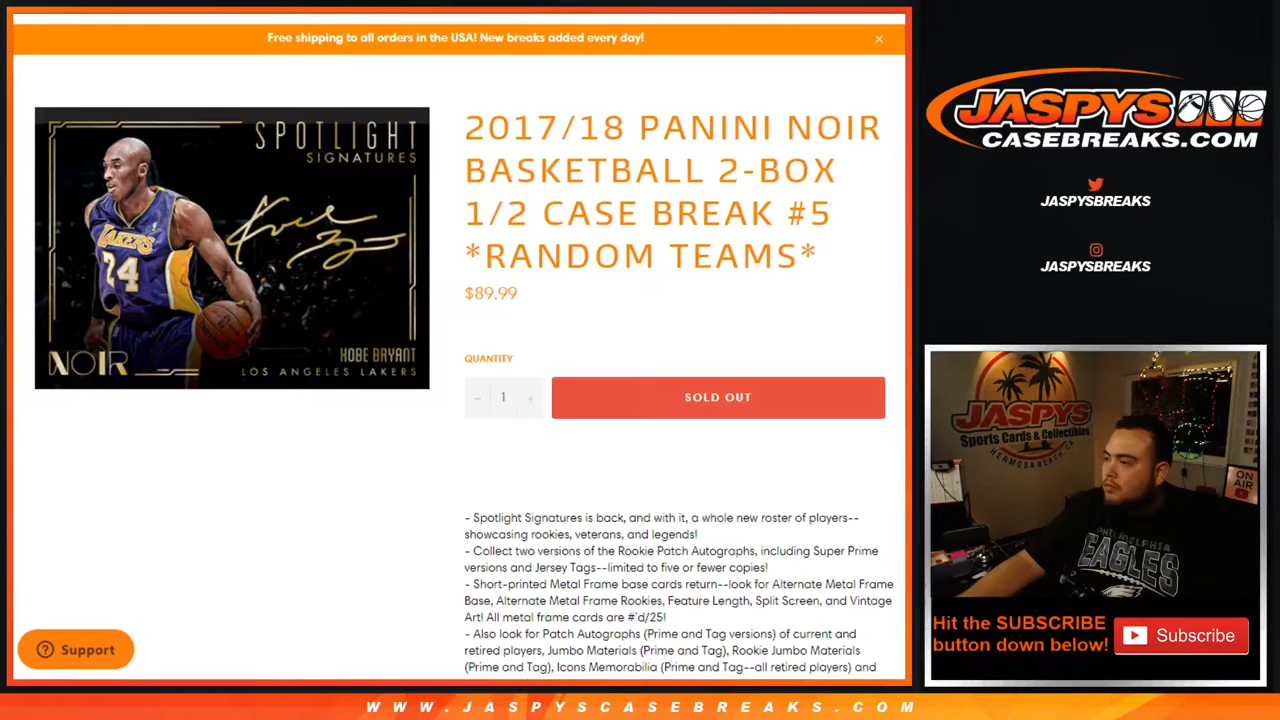 Free shipping to all orders in the USA! New breaks added every day!
×
SPOTLIGHT
SIGNATURES
LAKERS
24
NOIR
KOBE BRYANT
LOS ANGELES LAKERS
2017/18 PANINI NOIR
BASKETBALL 2-BOX
1/2 CASE BREAK #5
*RANDOM TEAMS*
$89.99
QUANTITY
− 1 +
SOLD OUT
- Spotlight Signatures is back, and with it, a whole new roster of players--
showcasing rookies, veterans, and legends!
- Collect two versions of the Rookie Patch Autographs, including Super Prime
versions and Jersey Tags--limited to five or fewer copies!
- Short-printed Metal Frame base cards return--look for Alternate Metal Frame
Base, Alternate Metal Frame Rookies, Feature Length, Split Screen, and Vintage
Art! All metal frame cards are #'d/25!
- Also look for Patch Autographs (Prime and Tag versions) of current and
retired players, Jumbo Materials (Prime and Tag), Rookie Jumbo Materials
(Prime and Tag), Icons Memorabilia (Prime and Tag--all retired players) and
? Support
JASPYS
CASEBREAKS.COM
JASPYSBREAKS
JASPYSBREAKS
JASPYS
Sports Cards & Collectibles
HERMOSA BEACH, CA
ON
AIR
PHILADELPHIA
EAGLES
Hit the SUBSCRIBE
button down below!
Subscribe
WWW.JASPYSCASEBREAKS.COM